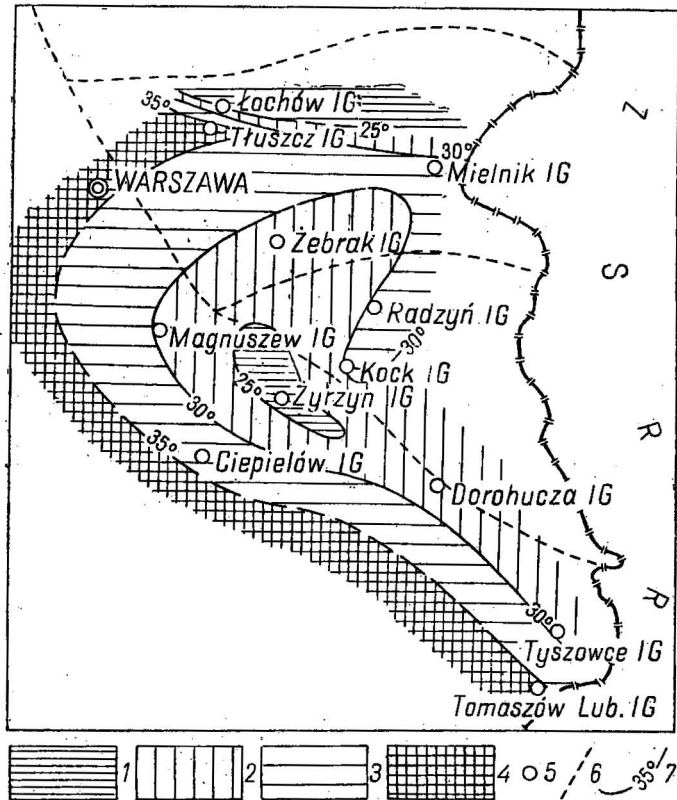 Łochów IG
35°
Tłuszcz IG
25°
30°
Mielnik IG
WARSZAWA
Żebrak IG
Radzyń IG
Magnuszew IG
30°
Kock IG
25°
Żyrzyn IG
30°
35°
Ciepielów IG
Dorohucza IG
30°
Tyszowce IG
Tomaszów Lub. IG
Z
S
R
R
1 2 3 4 5 6 35° 7